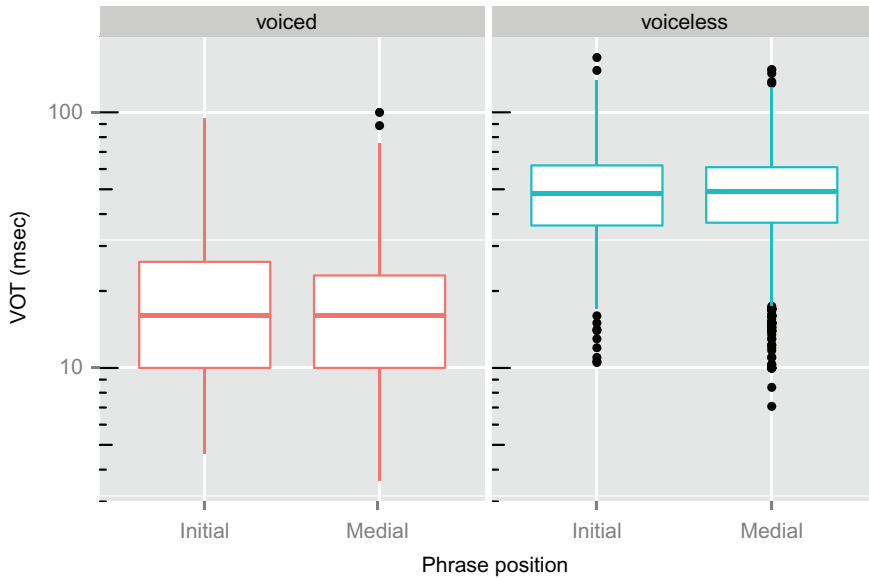 voiced
voiceless
100
10
VOT (msec)
Initial
Medial
Initial
Medial
Phrase position